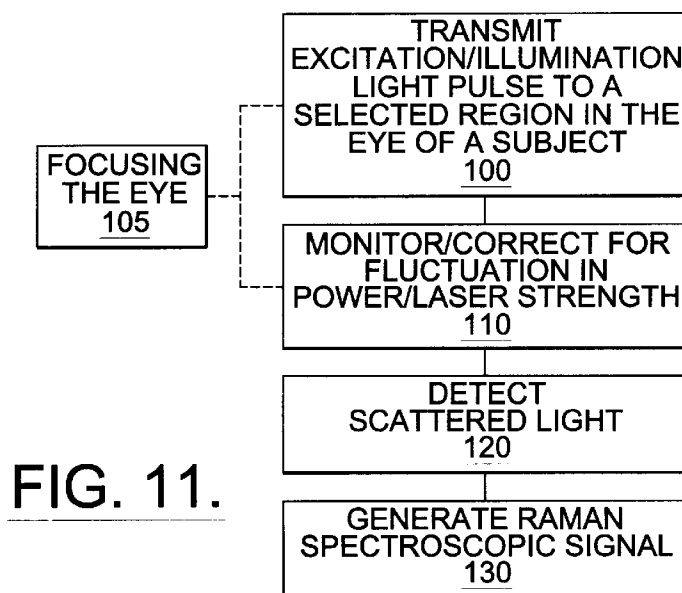 TRANSMIT
EXCITATION/ILLUMINATION
LIGHT PULSE TO A
SELECTED REGION IN THE
EYE OF A SUBJECT
100
FOCUSING
THE EYE
105
MONITOR/CORRECT FOR
FLUCTUATION IN
POWER/LASER STRENGTH
110
DETECT
SCATTERED LIGHT
120
GENERATE RAMAN
SPECTROSCOPIC SIGNAL
130
FIG. 11.